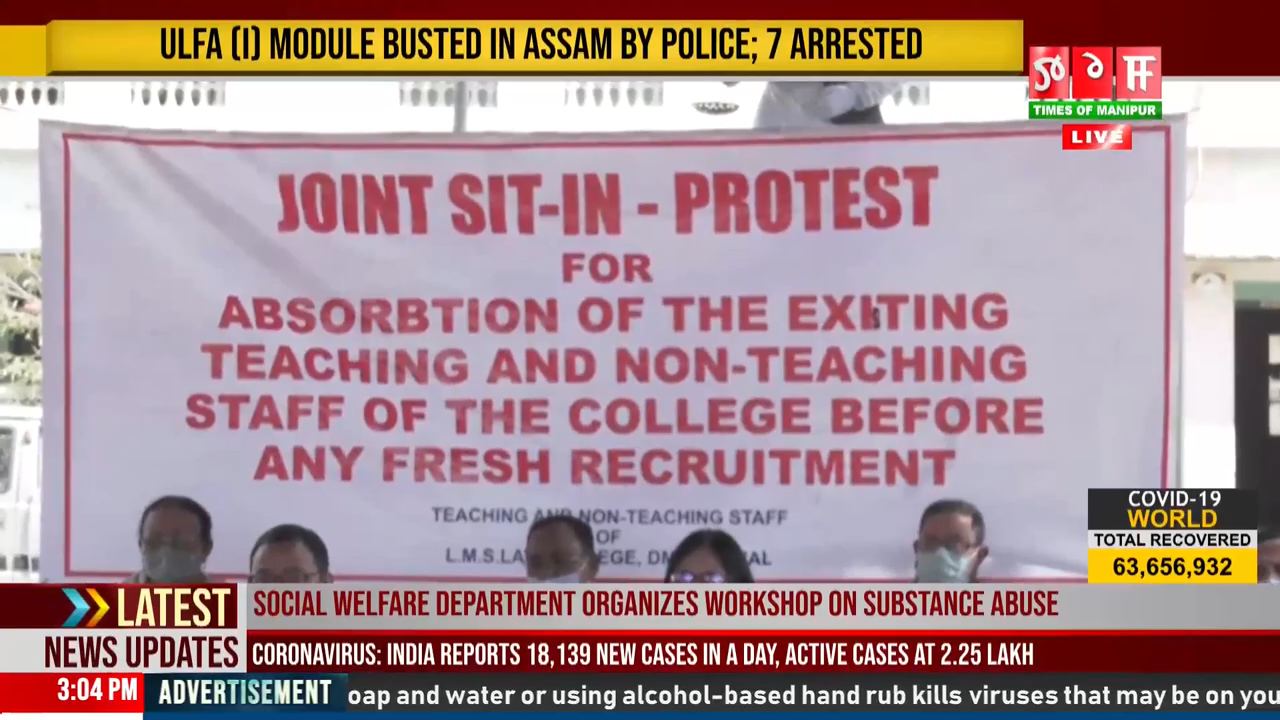 ULFA (I) MODULE BUSTED IN ASSAM BY POLICE; 7 ARRESTED
TIMES OF MANIPUR
LIVE
JOINT SIT-IN - PROTEST
FOR
ABSORBTION OF THE EXITING
TEACHING AND NON-TEACHING
STAFF OF THE COLLEGE BEFORE
ANY FRESH RECRUITMENT
TEACHING AND NON-TEACHING STAFF
OF
L.M.S.
COVID-19
WORLD
TOTAL RECOVERED
63,656,932
LATEST
NEWS UPDATES
SOCIAL WELFARE DEPARTMENT ORGANIZES WORKSHOP ON SUBSTANCE ABUSE
CORONAVIRUS: INDIA REPORTS 18,139 NEW CASES IN A DAY, ACTIVE CASES AT 2.25 LAKH
3:04 PM
ADVERTISEMENT
oap and water or using alcohol-based hand rub kills viruses that may be on you